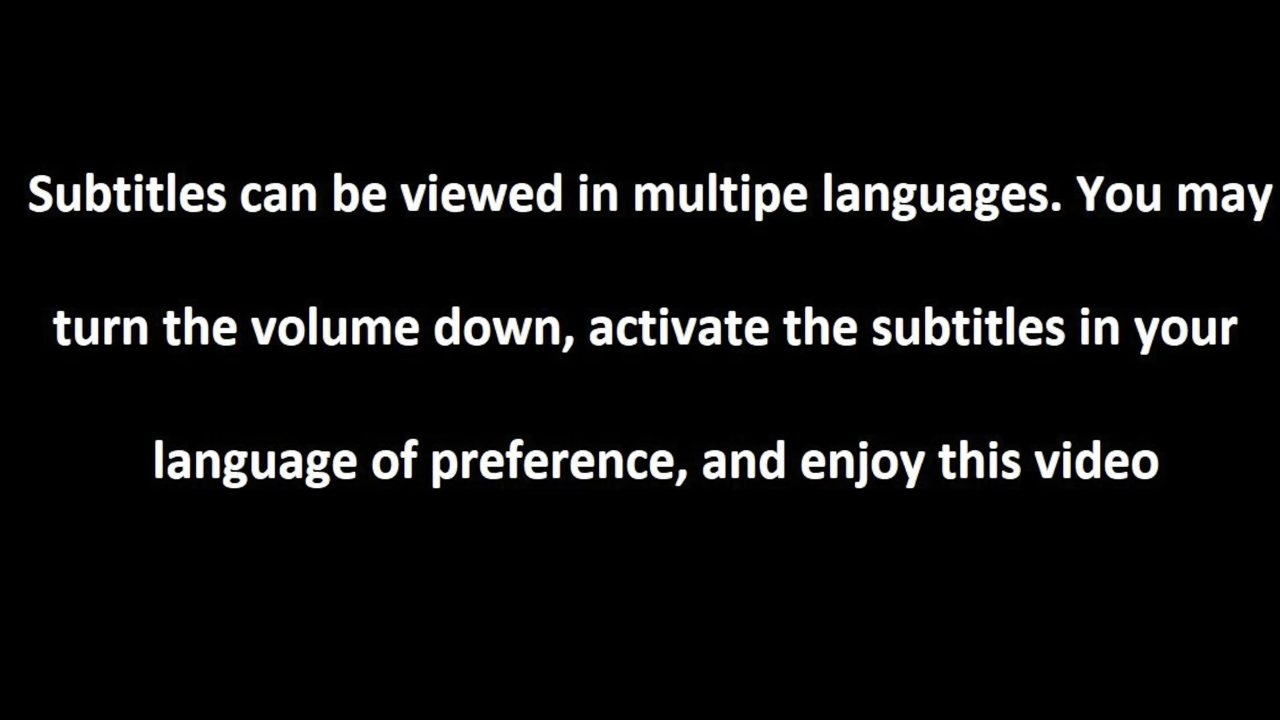 Subtitles can be viewed in multipe languages. You may
turn the volume down, activate the subtitles in your
language of preference, and enjoy this video